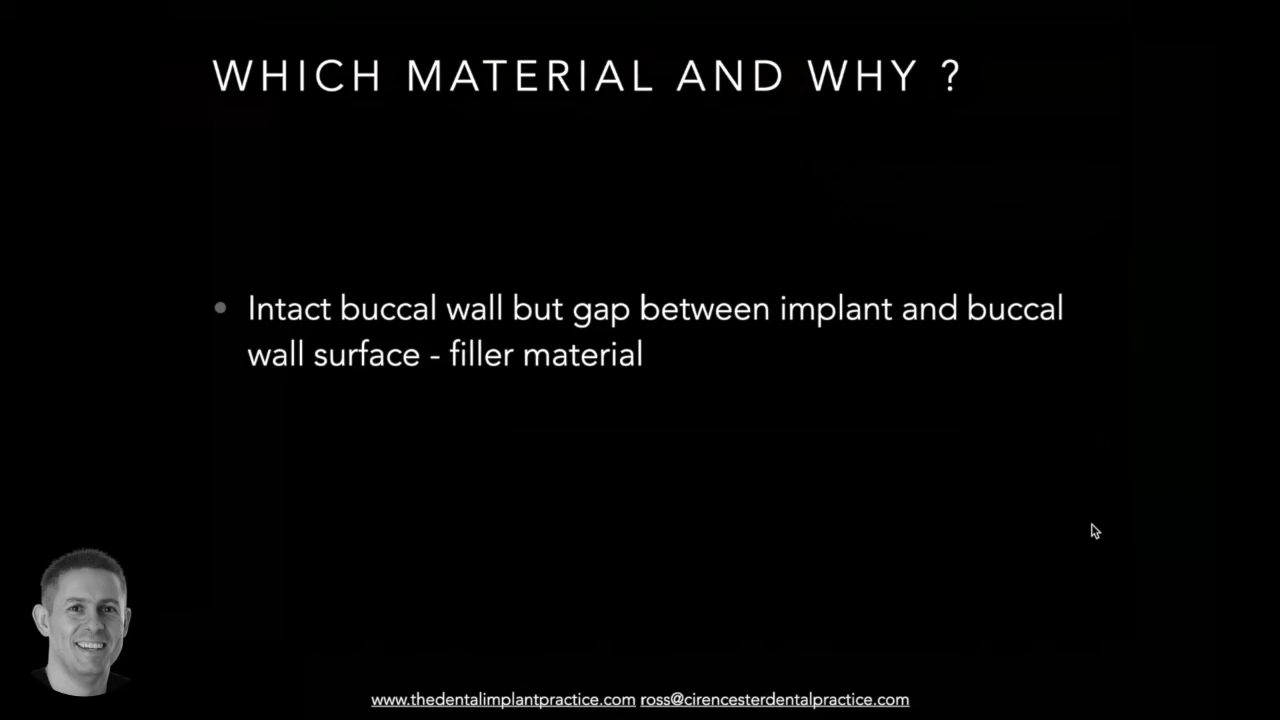 WHICH MATERIAL AND WHY ?
• Intact buccal wall but gap between implant and buccal
wall surface - filler material
www.thedentalimplantpractice.com ross@cirencesterdentalpractice.com